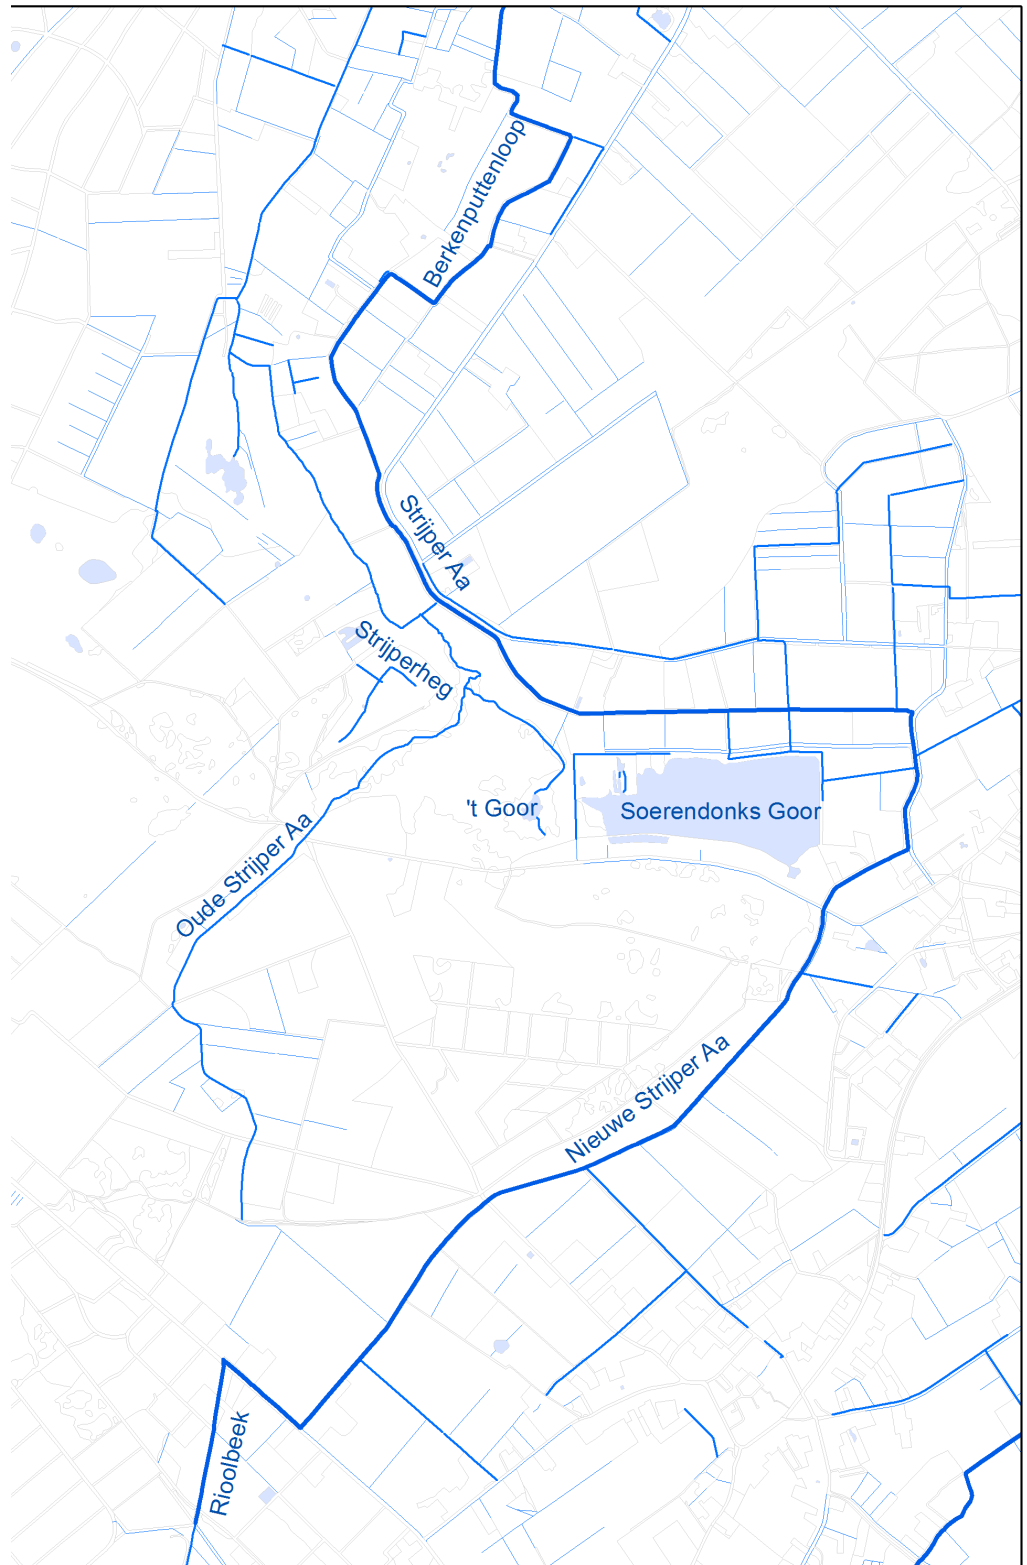 Berkenputtenloop
Strijper Aa
Strijperheg
't Goor
Soerendonks Goor
Oude Strijper Aa
Nieuwe Strijper Aa
Rioolbeek